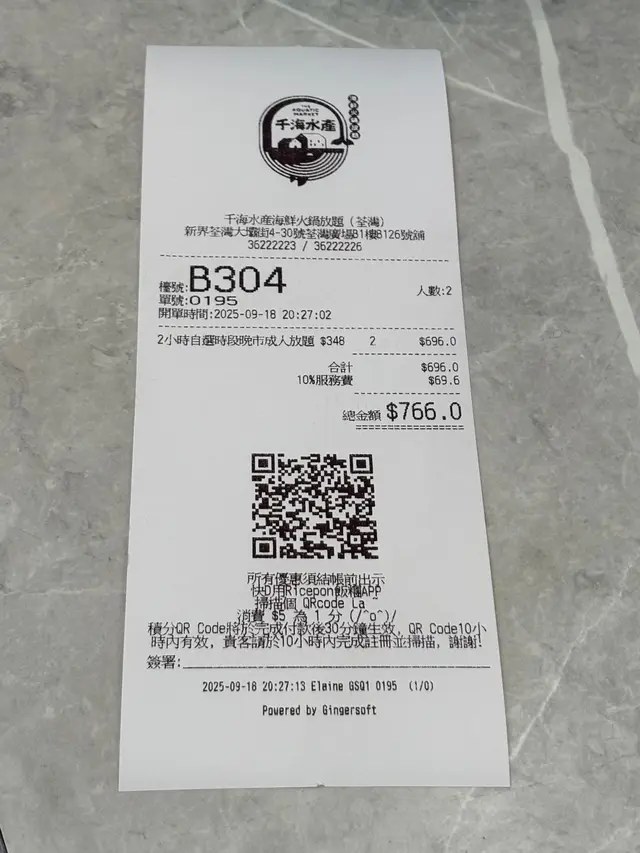 THE
AQUATIC
MARKET
千海水產
千海水產海鮮火鍋放題(荃灣)
新界荃灣大壩街4-30號荃灣廣場B1樓B126號舖
36222223 / 36222226
檯號:B304
人數:2
單號:0195
開單時間:2025-09-18 20:27:02
2小時自選時段晚市成人放題 $348 2 $696.0
合計 $696.0
10%服務費 $69.6
總金額 $766.0
所有優惠須結帳前出示
快D用Ricepon飯糰APP
掃描個 QRcode La ~
消費 $5 為 1 分 (/^o^)/
積分QR Code將於完成付款後30分鐘生效, QR Code10小
時內有效, 貴客請於10小時內完成註冊並掃描, 謝謝!
簽署:
2025-09-18 20:27:13 Elaine GSQ1 0195 (1/0)
Powered by Gingersoft